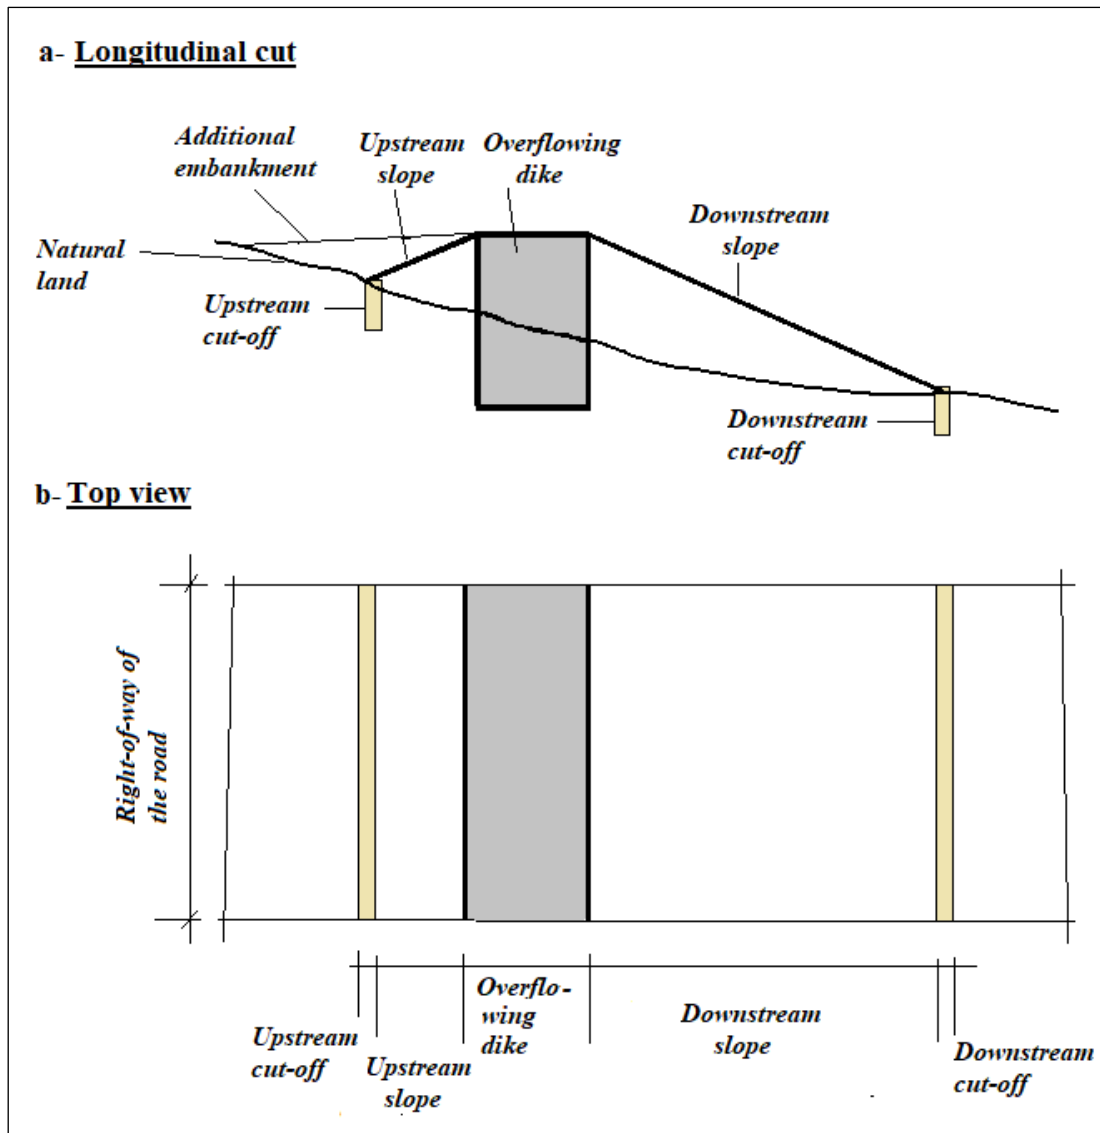 a- Longitudinal cut
Additional
embankment
Upstream
slope
Overflowing
dike
Downstream
slope
Natural
land
Upstream
cut-off
Downstream
cut-off
b- Top view
Right-of-way of
the road
Overflo-
wing
dike
Upstream
cut-off
Upstream
slope
Downstream
slope
Downstream
cut-off